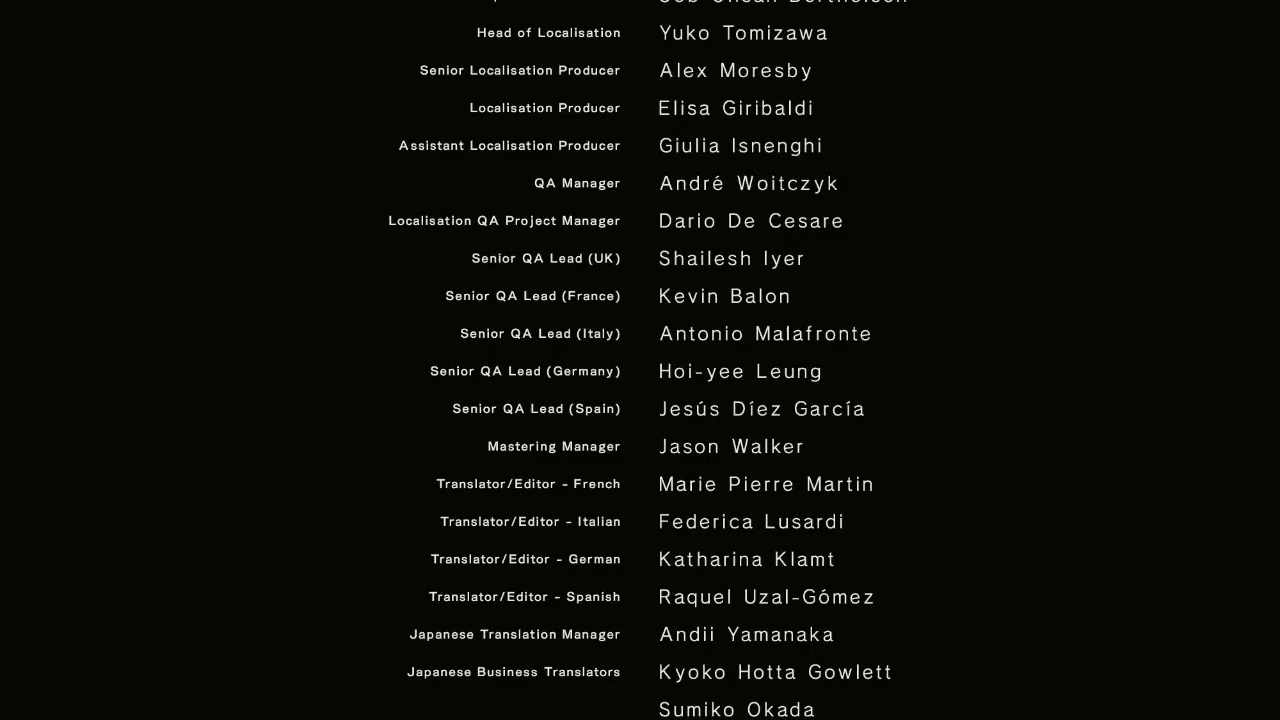 Head of Localisation Yuko Tomizawa
Senior Localisation Producer Alex Moresby
Localisation Producer Elisa Giribaldi
Assistant Localisation Producer Giulia Isnenghi
QA Manager André Woitczyk
Localisation QA Project Manager Dario De Cesare
Senior QA Lead (UK) Shailesh Iyer
Senior QA Lead (France) Kevin Balon
Senior QA Lead (Italy) Antonio Malafronte
Senior QA Lead (Germany) Hoi-yee Leung
Senior QA Lead (Spain) Jesús Díez García
Mastering Manager Jason Walker
Translator/Editor - French Marie Pierre Martin
Translator/Editor - Italian Federica Lusardi
Translator/Editor - German Katharina Klamt
Translator/Editor - Spanish Raquel Uzal-Gómez
Japanese Translation Manager Andii Yamanaka
Japanese Business Translators Kyoko Hotta Gowlett
Sumiko Okada